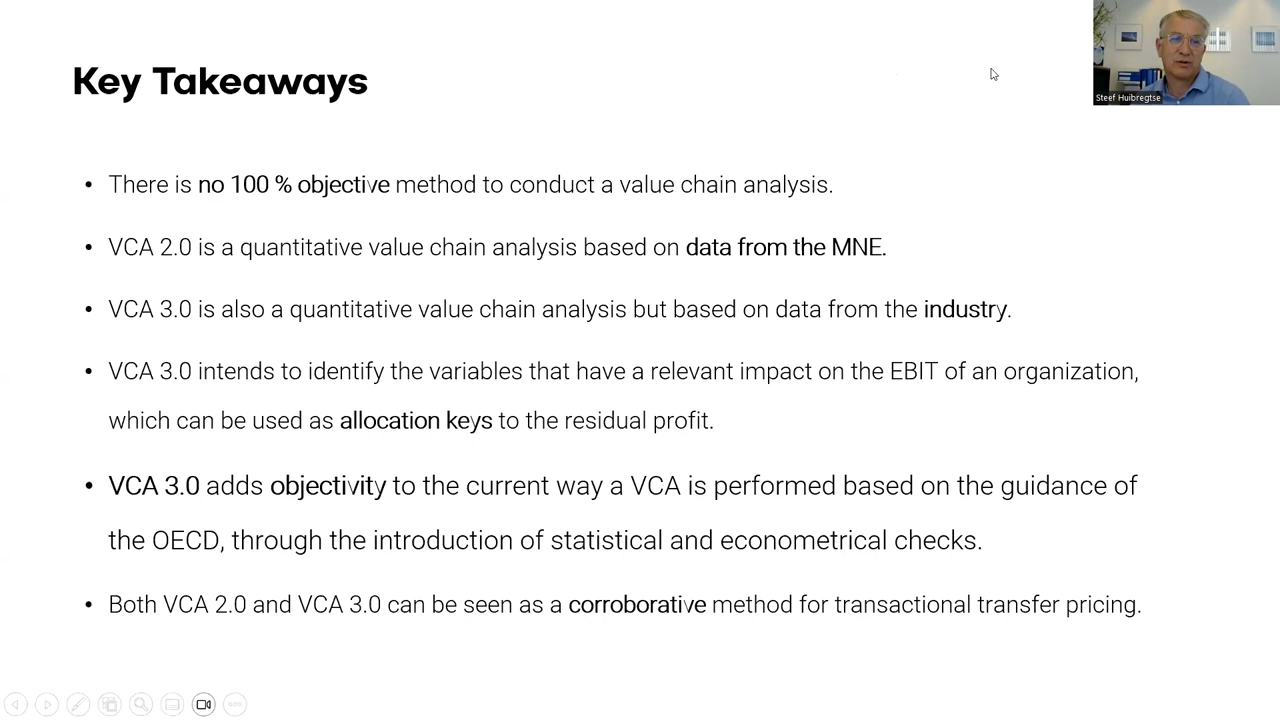 Key Takeaways
Steef Huibregtse
• There is no 100 % objective method to conduct a value chain analysis.
• VCA 2.0 is a quantitative value chain analysis based on data from the MNE.
• VCA 3.0 is also a quantitative value chain analysis but based on data from the industry.
• VCA 3.0 intends to identify the variables that have a relevant impact on the EBIT of an organization,
which can be used as allocation keys to the residual profit.
• VCA 3.0 adds objectivity to the current way a VCA is performed based on the guidance of
the OECD, through the introduction of statistical and econometrical checks.
• Both VCA 2.0 and VCA 3.0 can be seen as a corroborative method for transactional transfer pricing.